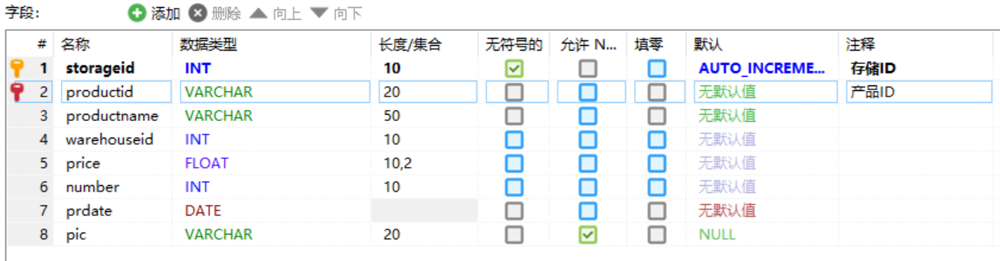 字段: 添加 删除 向上 向下
# 名称 数据类型 长度/集合 无符号的 允许 N... 填零 默认 注释
1 storageid INT 10 AUTO_INCREME... 存储ID
2 productid VARCHAR 20 无默认值 产品ID
3 productname VARCHAR 50 无默认值
4 warehouseid INT 10 无默认值
5 price FLOAT 10,2 无默认值
6 number INT 10 无默认值
7 prdate DATE 无默认值
8 pic VARCHAR 20 NULL